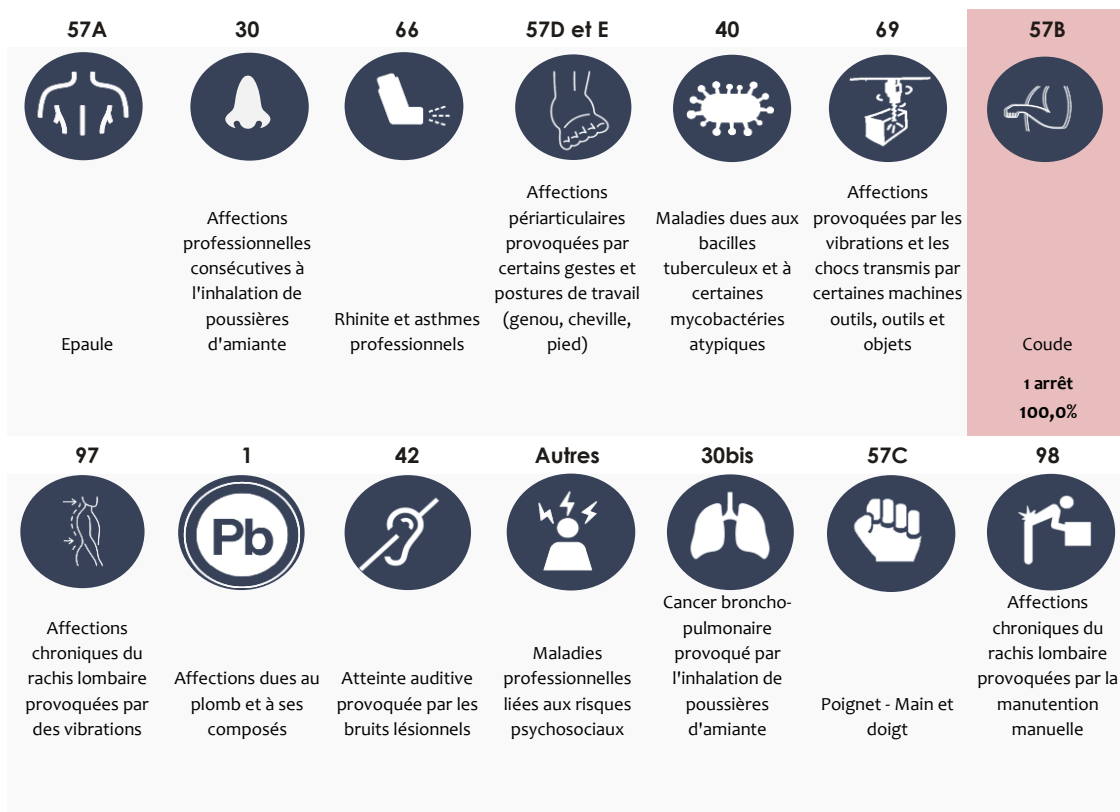 57A
30
66
57D et E
40
69
57B
Epaule
Affections
professionnelles
consécutives à
l'inhalation de
poussières
d'amiante
Rhinite et asthmes
professionnels
Affections
périarticulaires
provoquées par
certains gestes et
postures de travail
(genou, cheville,
pied)
Maladies dues aux
bacilles
tuberculeux et à
certaines
mycobactéries
atypiques
Affections
provoquées par les
vibrations et les
chocs transmis par
certaines machines
outils, outils et
objets
Coude
1 arrêt
100,0%
97
1
42
Autres
30bis
57C
98
Affections
chroniques du
rachis lombaire
provoquées par
des vibrations
Pb
Affections dues au
plomb et à ses
composés
Atteinte auditive
provoquée par les
bruits lésionnels
Maladies
professionnelles
liées aux risques
psychosociaux
Cancer broncho-
pulmonaire
provoqué par
l'inhalation de
poussières
d'amiante
Poignet - Main et
doigt
Affections
chroniques du
rachis lombaire
provoquées par la
manutention
manuelle